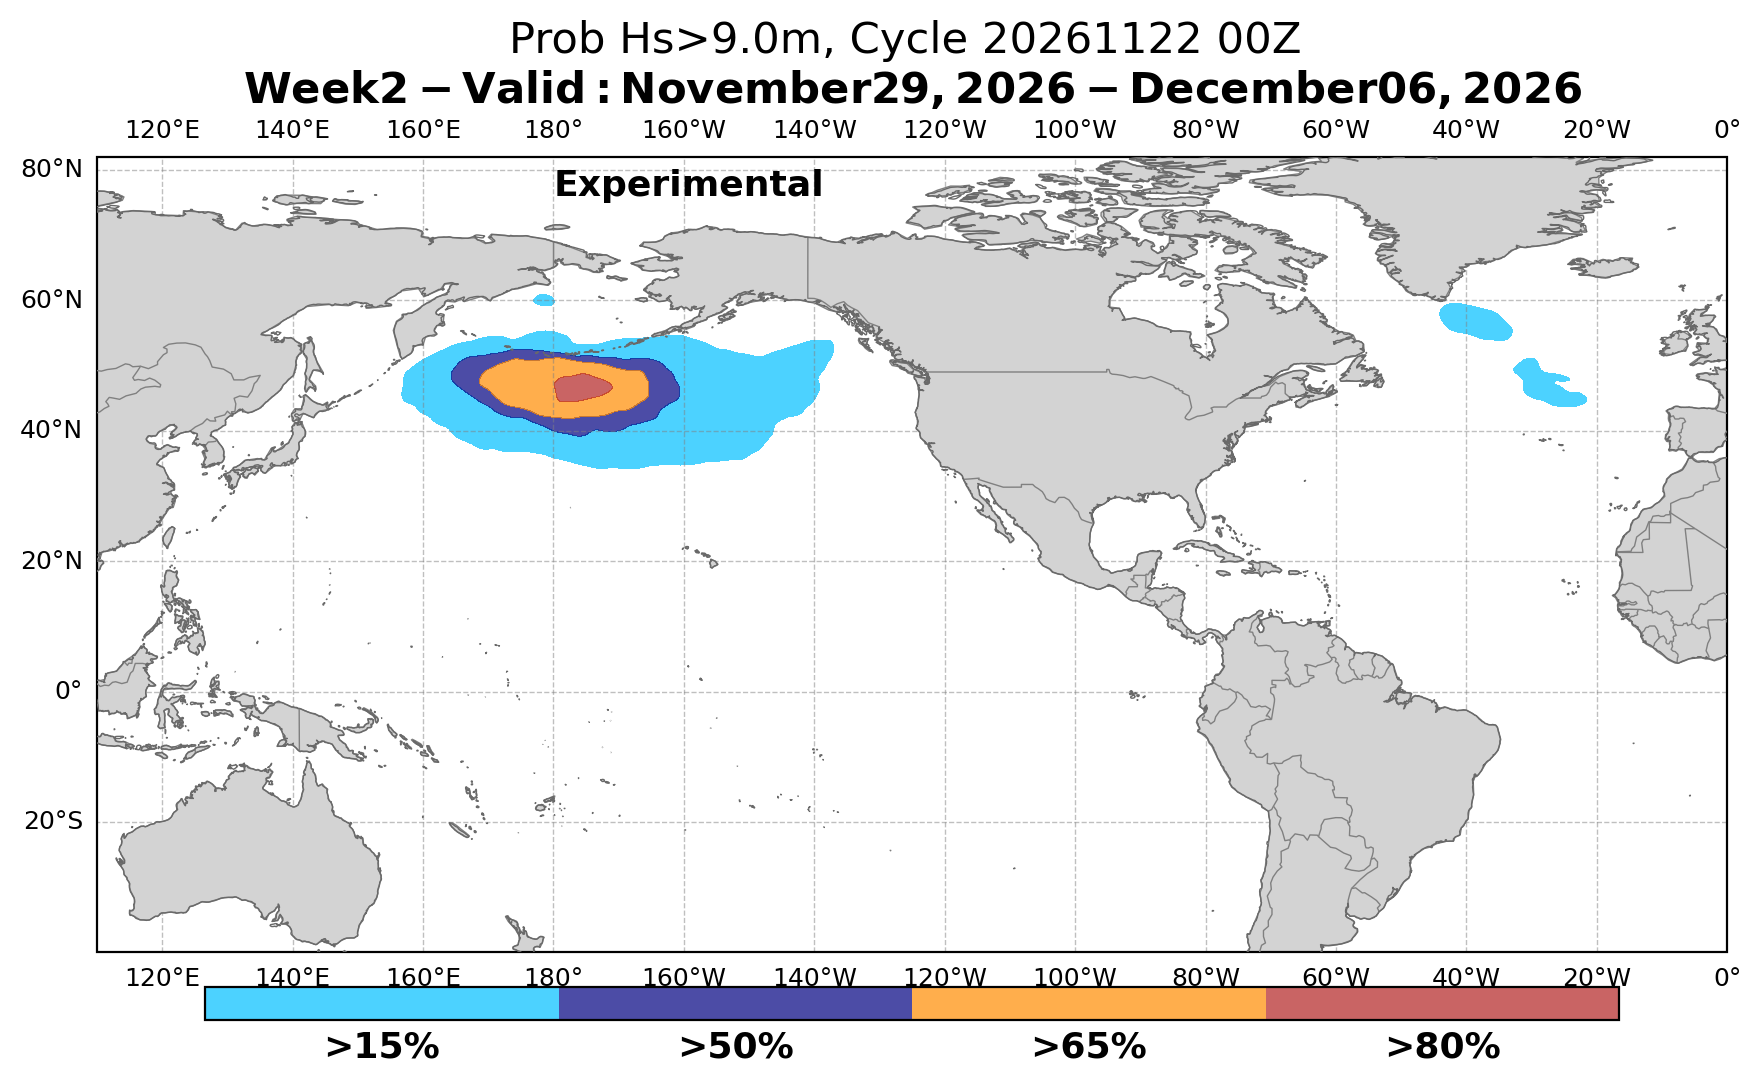 Prob Hs>9.0m, Cycle 20261122 00Z
Week2 − Valid : November29, 2026 − December06, 2026
120°E 140°E 160°E 180° 160°W 140°W 120°W 100°W 80°W 60°W 40°W 20°W 0°
80°N
Experimental
60°N
40°N
20°N
0°
20°S
120°E 140°E 160°E 180° 160°W 140°W 120°W 100°W 80°W 60°W 40°W 20°W 0°
>15% >50% >65% >80%